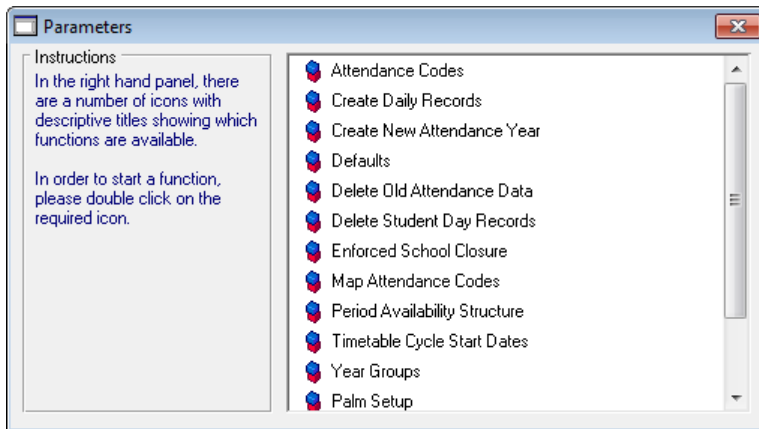 Parameters
Instructions
In the right hand panel, there
are a number of icons with
descriptive titles showing which
functions are available.
In order to start a function,
please double click on the
required icon.
Attendance Codes
Create Daily Records
Create New Attendance Year
Defaults
Delete Old Attendance Data
Delete Student Day Records
Enforced School Closure
Map Attendance Codes
Period Availability Structure
Timetable Cycle Start Dates
Year Groups
Palm Setup